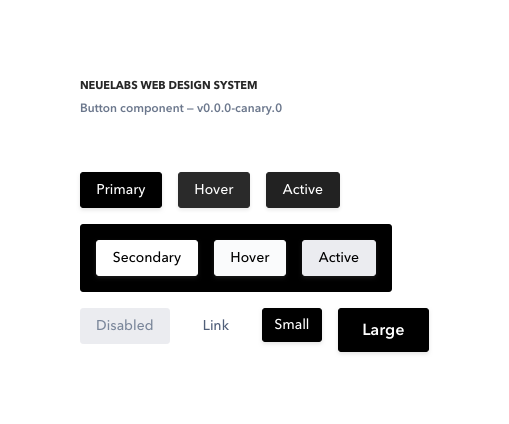 NEUELABS WEB DESIGN SYSTEM
Button component – v0.0.0-canary.0
Primary Hover Active
Secondary Hover Active
Disabled Link Small Large